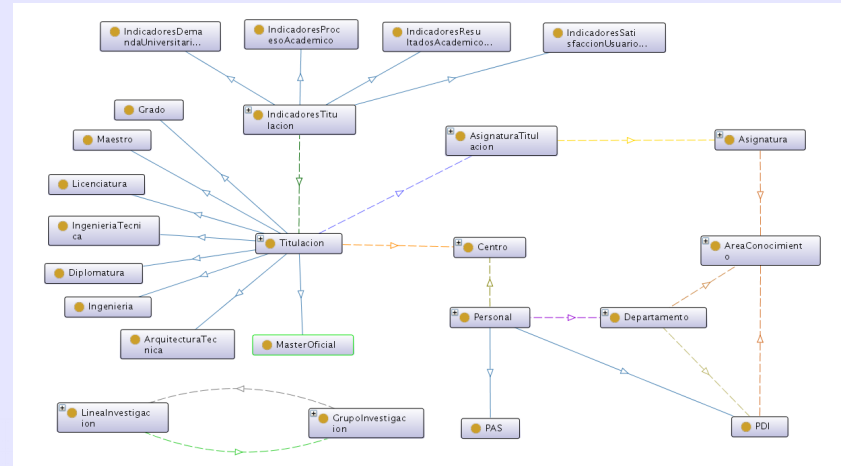 IndicadoresDema
ndaUniversitari...
IndicadoresProc
esoAcademico
IndicadoresResu
ltadosAcademico...
IndicadoresSati
sfaccionUsuario...
Grado
IndicadoresTitu
lacion
Maestro
AsignaturaTitul
acion
Asignatura
Licenciatura
IngenieriaTecni
ca
Titulacion
Centro
AreaConocimient
o
Diplomatura
Ingenieria
Personal
Departamento
ArquitecturaTec
nica
MasterOficial
LineaInvestigac
ion
GrupoInvestigac
ion
PAS
PDI